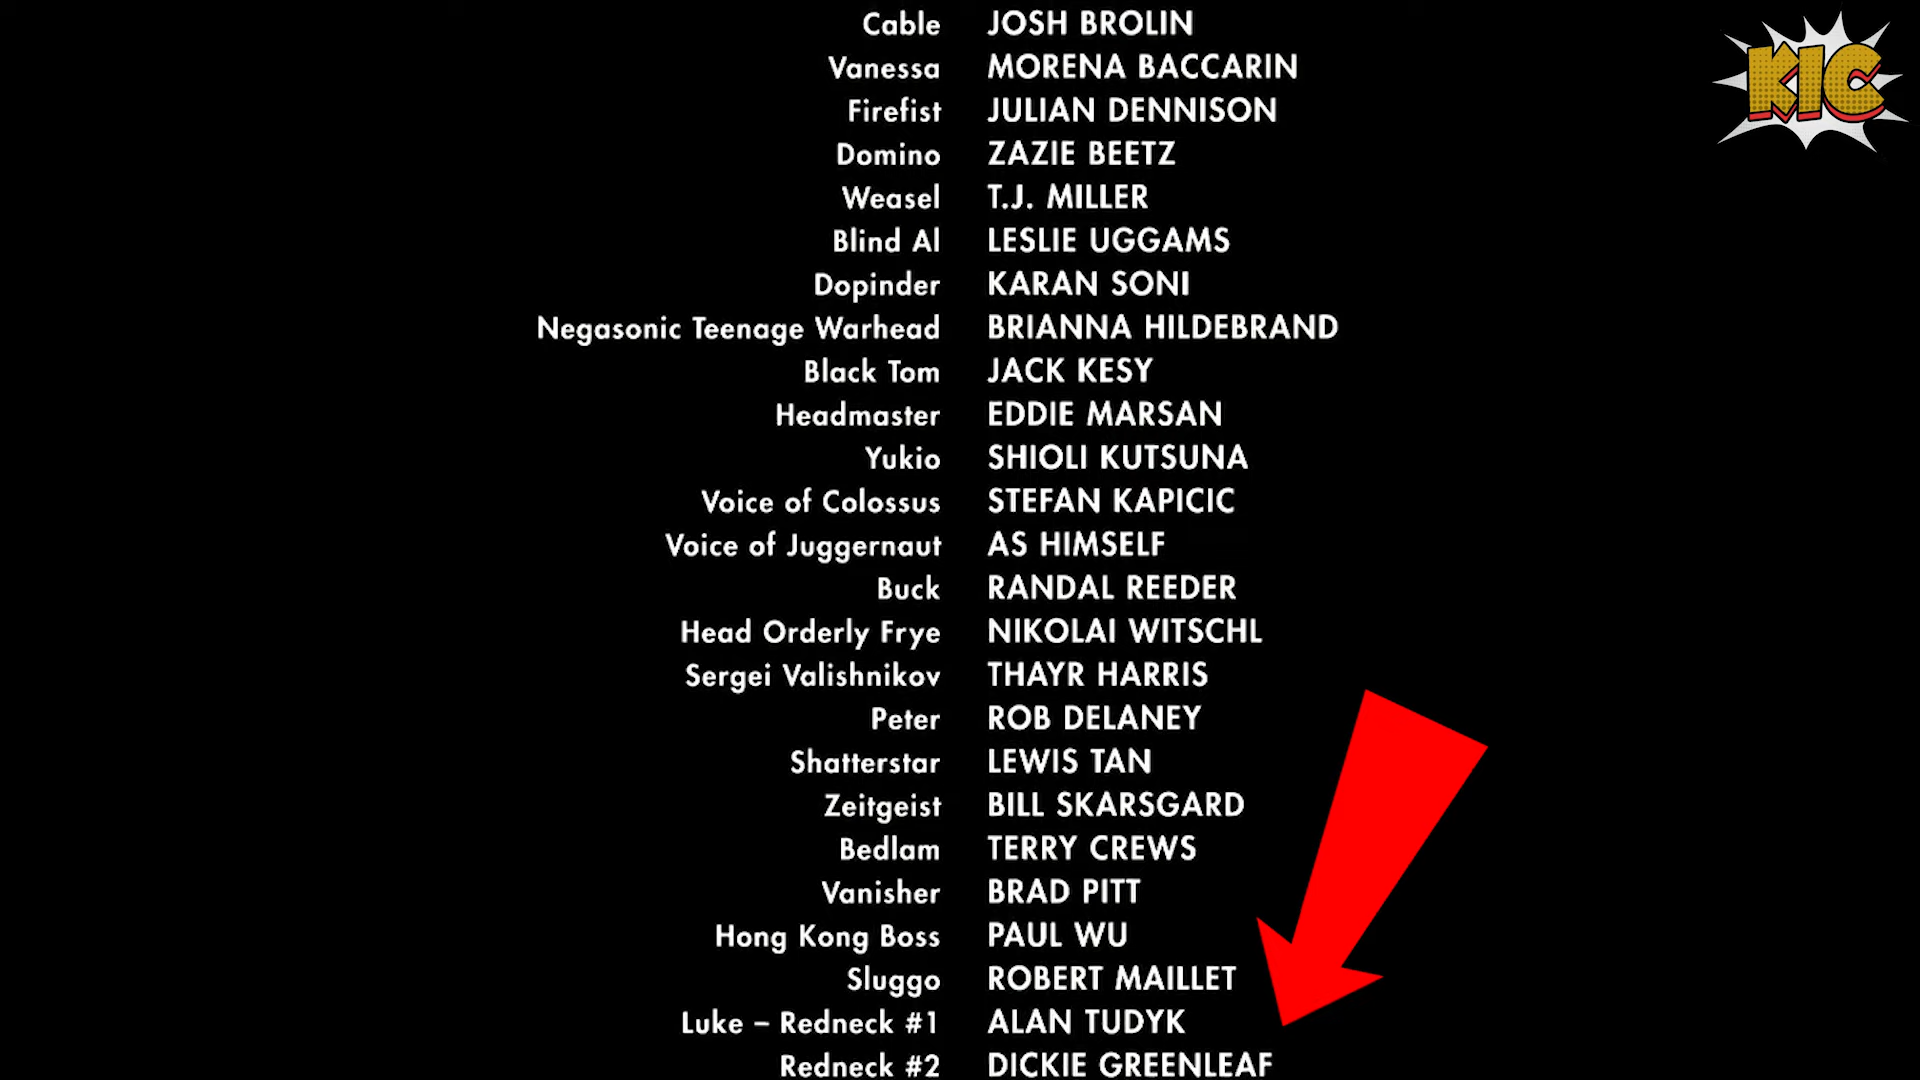 Cable JOSH BROLIN
Vanessa MORENA BACCARIN
Firefist JULIAN DENNISON
Domino ZAZIE BEETZ
Weasel T.J. MILLER
Blind Al LESLIE UGGAMS
Dopinder KARAN SONI
Negasonic Teenage Warhead BRIANNA HILDEBRAND
Black Tom JACK KESY
Headmaster EDDIE MARSAN
Yukio SHIOLI KUTSUNA
Voice of Colossus STEFAN KAPICIC
Voice of Juggernaut AS HIMSELF
Buck RANDAL REEDER
Head Orderly Frye NIKOLAI WITSCHL
Sergei Valishnikov THAYR HARRIS
Peter ROB DELANEY
Shatterstar LEWIS TAN
Zeitgeist BILL SKARSGARD
Bedlam TERRY CREWS
Vanisher BRAD PITT
Hong Kong Boss PAUL WU
Sluggo ROBERT MAILLET
Luke – Redneck #1 ALAN TUDYK
Redneck #2 DICKIE GREENLEAF
KIC